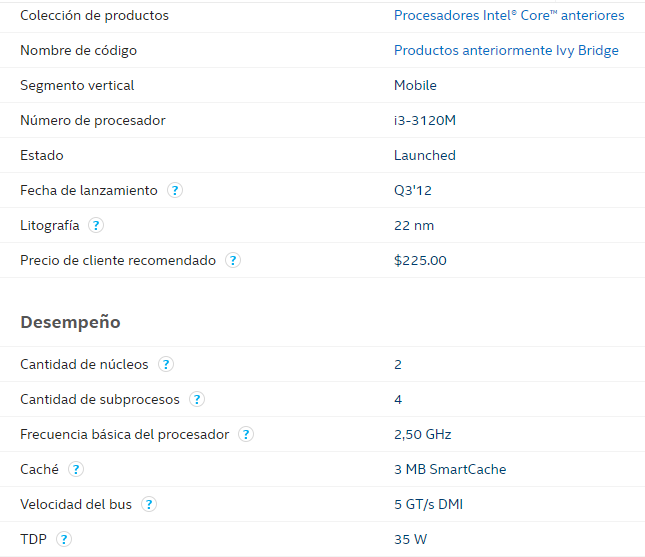 Colección de productos Procesadores Intel® Core™ anteriores
Nombre de código Productos anteriormente Ivy Bridge
Segmento vertical Mobile
Número de procesador i3-3120M
Estado Launched
Fecha de lanzamiento ? Q3'12
Litografía ? 22 nm
Precio de cliente recomendado ? $225.00
Desempeño
Cantidad de núcleos ? 2
Cantidad de subprocesos ? 4
Frecuencia básica del procesador ? 2,50 GHz
Caché ? 3 MB SmartCache
Velocidad del bus ? 5 GT/s DMI
TDP ? 35 W